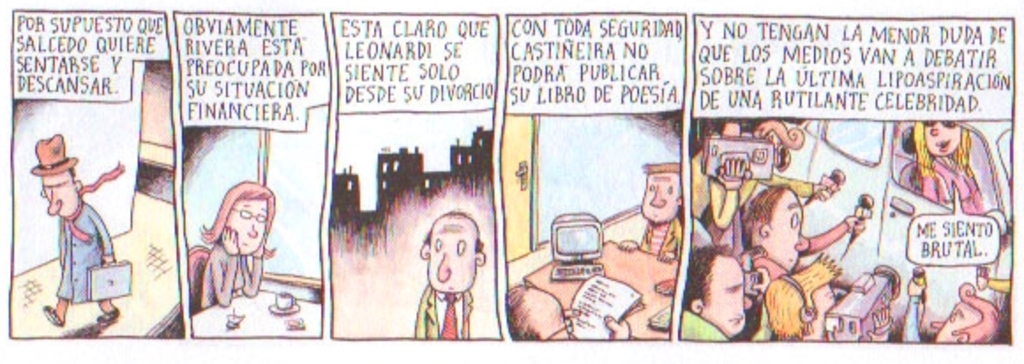 POR SUPUESTO QUE
SALCEDO QUIERE
SENTARSE Y
DESCANSAR.
OBVIAMENTE
RIVERA ESTÁ
PREOCUPADA POR
SU SITUACIÓN
FINANCIERA.
ESTA CLARO QUE
LEONARDI SE
SIENTE SOLO
DESDE SU DIVORCIO
CON TODA SEGURIDAD
CASTIÑEIRA NO
PODRÁ PUBLICAR
SU LIBRO DE POESÍA.
Y NO TENGAN LA MENOR DUDA DE
QUE LOS MEDIOS VAN A DEBATIR
SOBRE LA ÚLTIMA LIPOASPIRACIÓN
DE UNA RUTILANTE CELEBRIDAD.
ME SIENTO
BRUTAL.